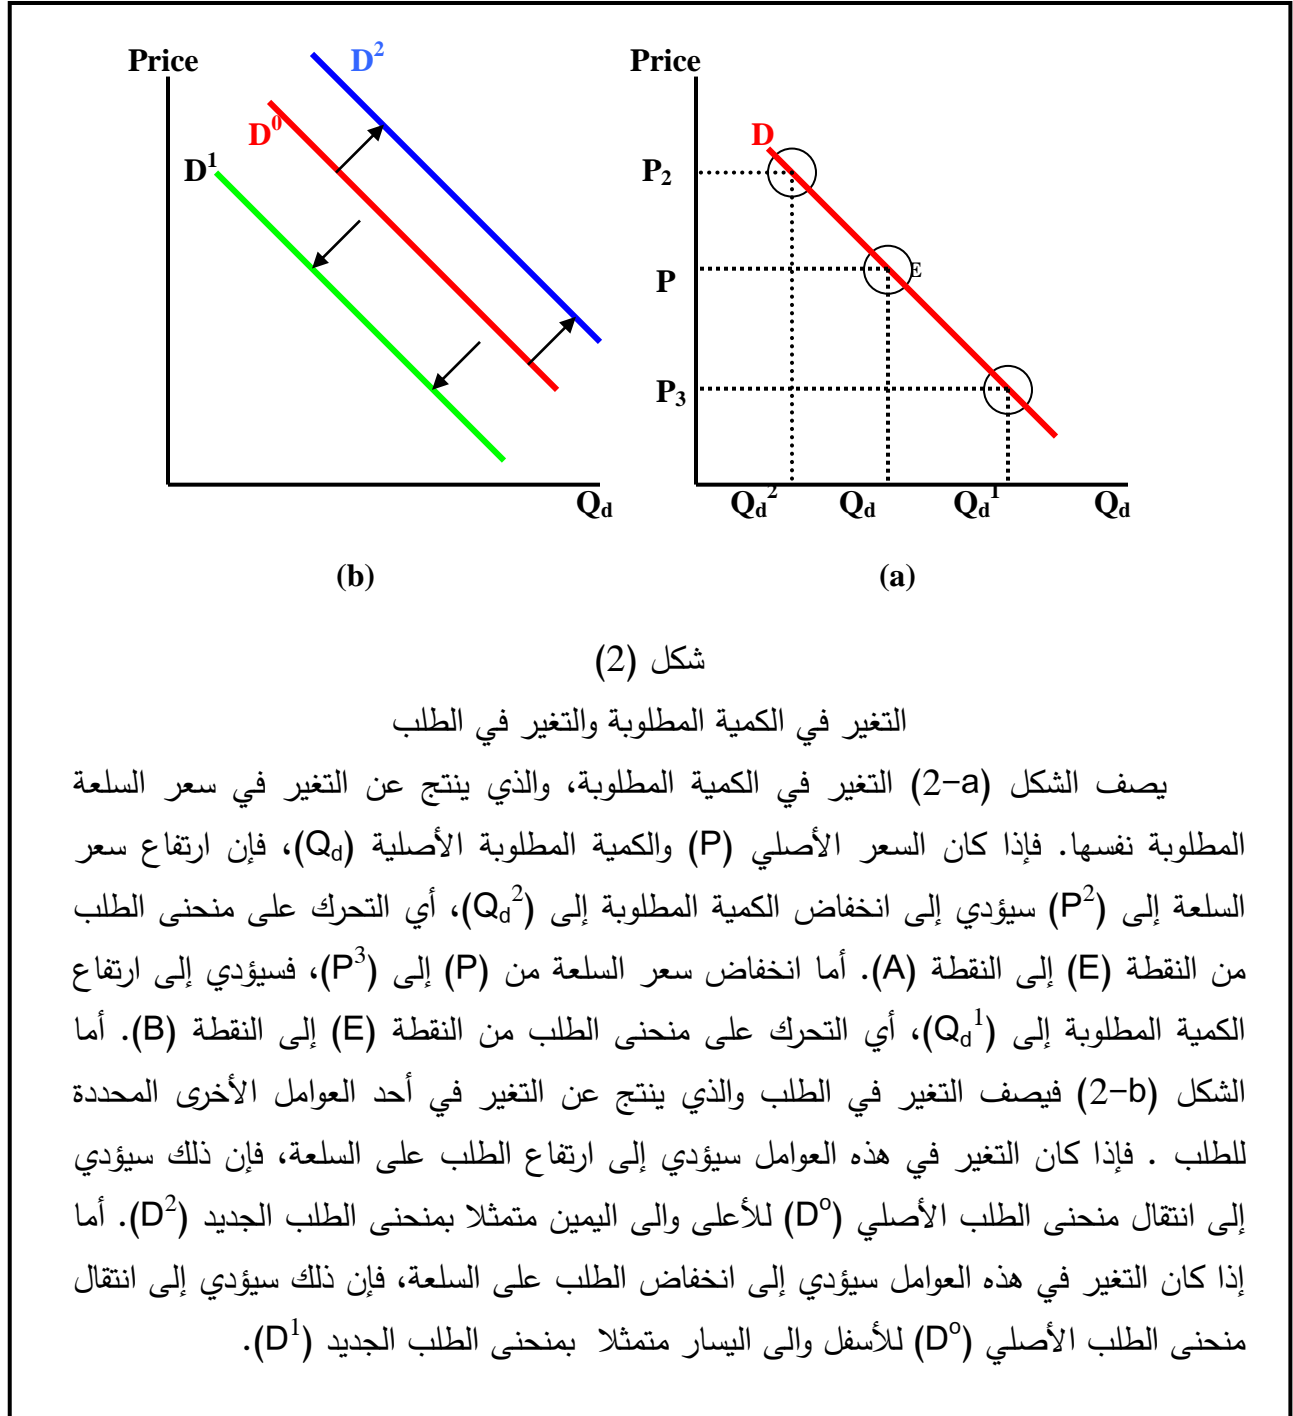 Price D² Price
D⁰ D
D¹ P₂
P E
P₃
Q_d Q_d² Q_d Q_d¹ Q_d
(b) (a)
شكل (2)
التغير في الكمية المطلوبة والتغير في الطلب
يصف الشكل (2-a) التغير في الكمية المطلوبة، والذي ينتج عن التغير في سعر السلعة
المطلوبة نفسها. فإذا كان السعر الأصلي (P) والكمية المطلوبة الأصلية (Q_d)، فإن ارتفاع سعر
السلعة إلى (P²) سيؤدي إلى انخفاض الكمية المطلوبة إلى (Q_d²)، أي التحرك على منحنى الطلب
من النقطة (E) إلى النقطة (A). أما انخفاض سعر السلعة من (P) إلى (P³)، فسيؤدي إلى ارتفاع
الكمية المطلوبة إلى (Q_d¹)، أي التحرك على منحنى الطلب من النقطة (E) إلى النقطة (B). أما
الشكل (2-b) فيصف التغير في الطلب والذي ينتج عن التغير في أحد العوامل الأخرى المحددة
للطلب . فإذا كان التغير في هذه العوامل سيؤدي إلى ارتفاع الطلب على السلعة، فإن ذلك سيؤدي
إلى انتقال منحنى الطلب الأصلي (Dº) للأعلى والى اليمين متمثلا بمنحنى الطلب الجديد (D²). أما
إذا كان التغير في هذه العوامل سيؤدي إلى انخفاض الطلب على السلعة، فإن ذلك سيؤدي إلى انتقال
منحنى الطلب الأصلي (Dº) للأسفل والى اليسار متمثلا بمنحنى الطلب الجديد (D¹).